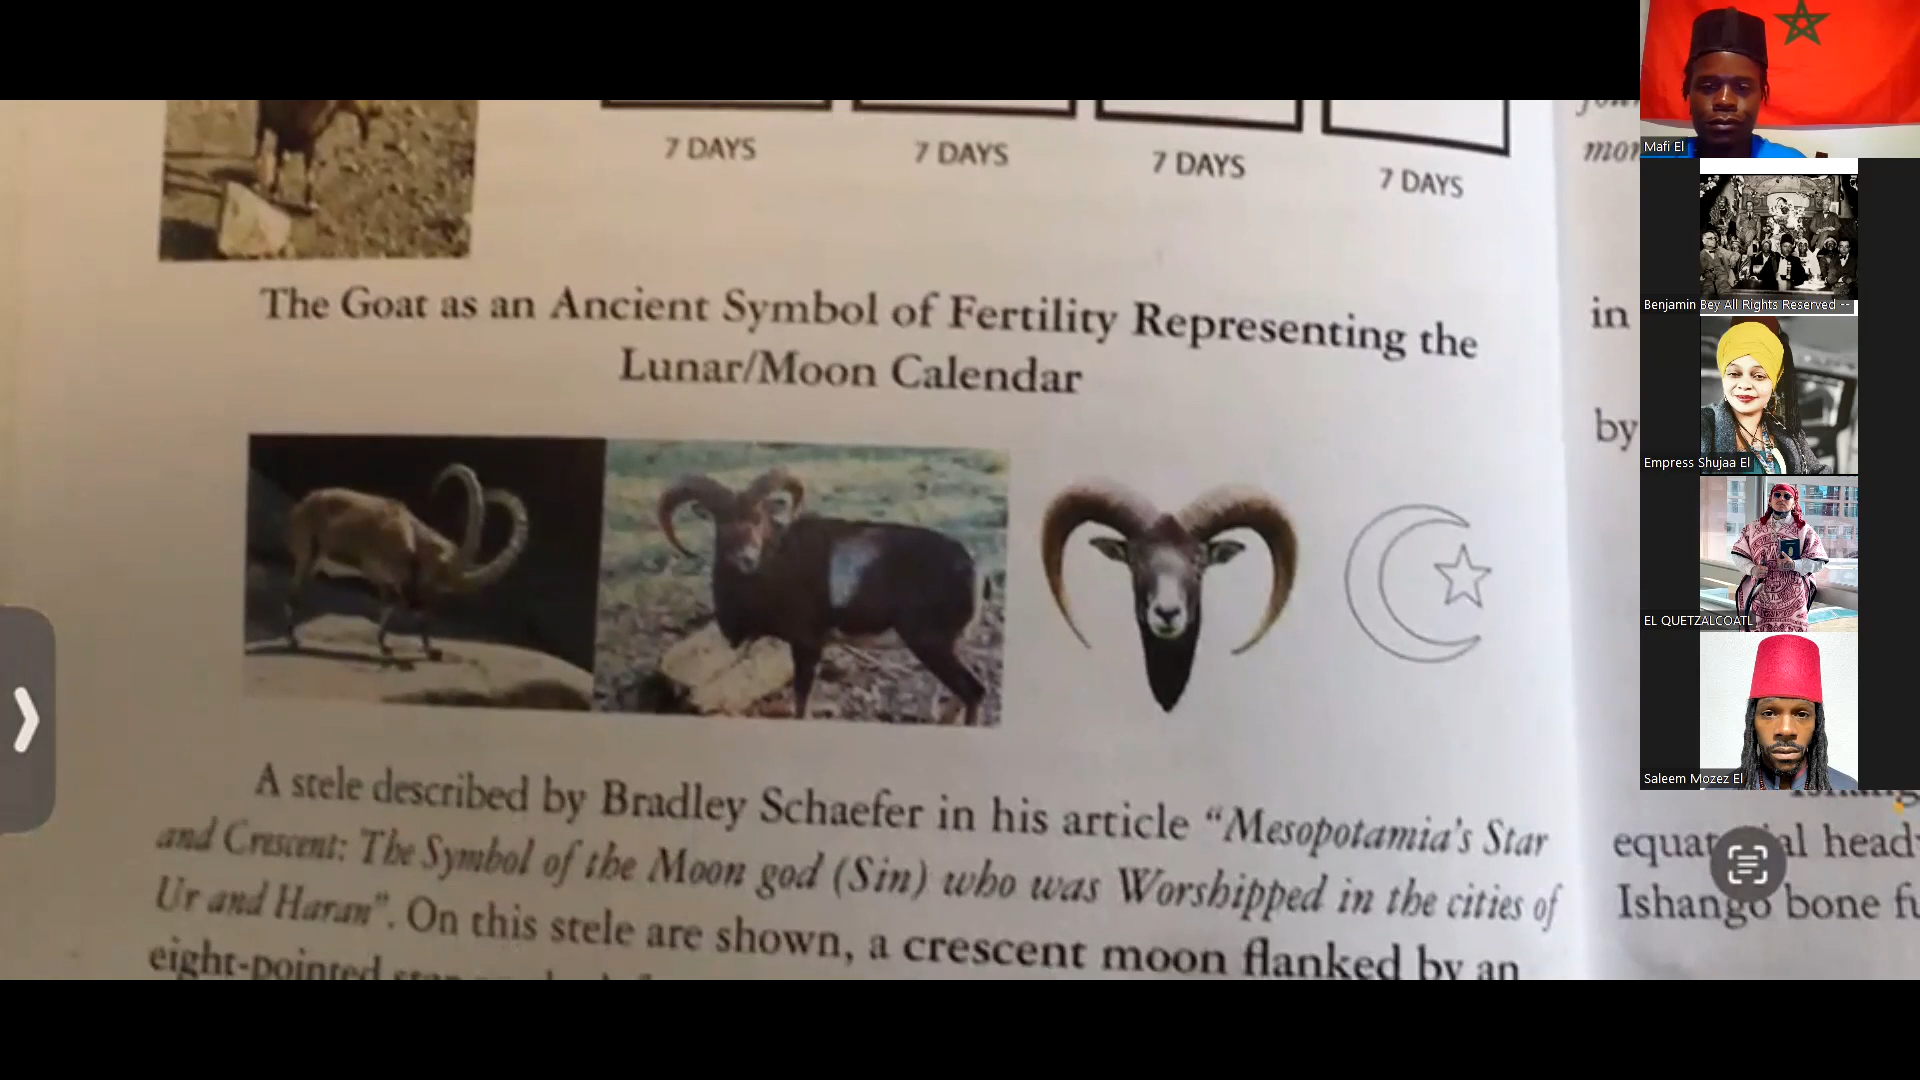 7 DAYS
7 DAYS
7 DAYS
7 DAYS
The Goat as an Ancient Symbol of Fertility Representing the
Lunar/Moon Calendar
A stele described by Bradley Schaefer in his article “Mesopotamia's Star
and Crescent: The Symbol of the Moon god (Sin) who was Worshipped in the cities of
Ur and Haran”. On this stele are shown, a crescent moon flanked by an
eight-pointed
in
by
head
Ishango bone
Mafi El
Benjamin Bey All Rights Reserved --
Empress Shujaa El
EL QUETZALCOATL
Saleem Mozez El